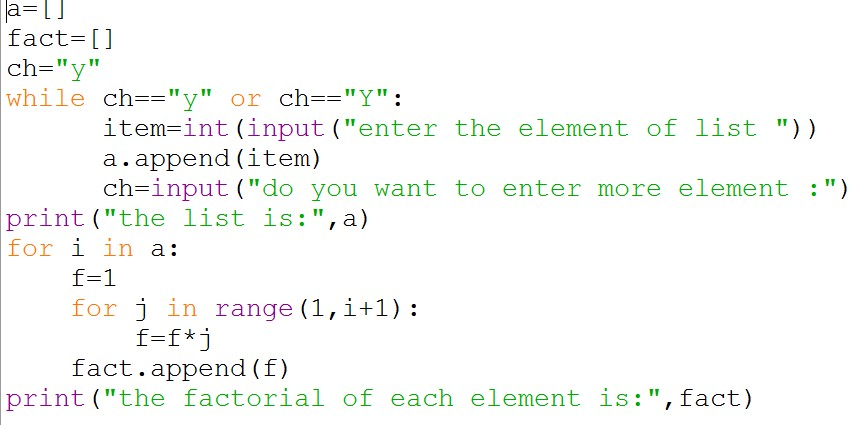 a=[]
fact=[]
ch="y"
while ch=="y" or ch=="Y":
      item=int(input("enter the element of list "))
      a.append(item)
      ch=input("do you want to enter more element :")
print("the list is:",a)
for i in a:
    f=1
    for j in range(1,i+1):
        f=f*j
    fact.append(f)
print("the factorial of each element is:",fact)